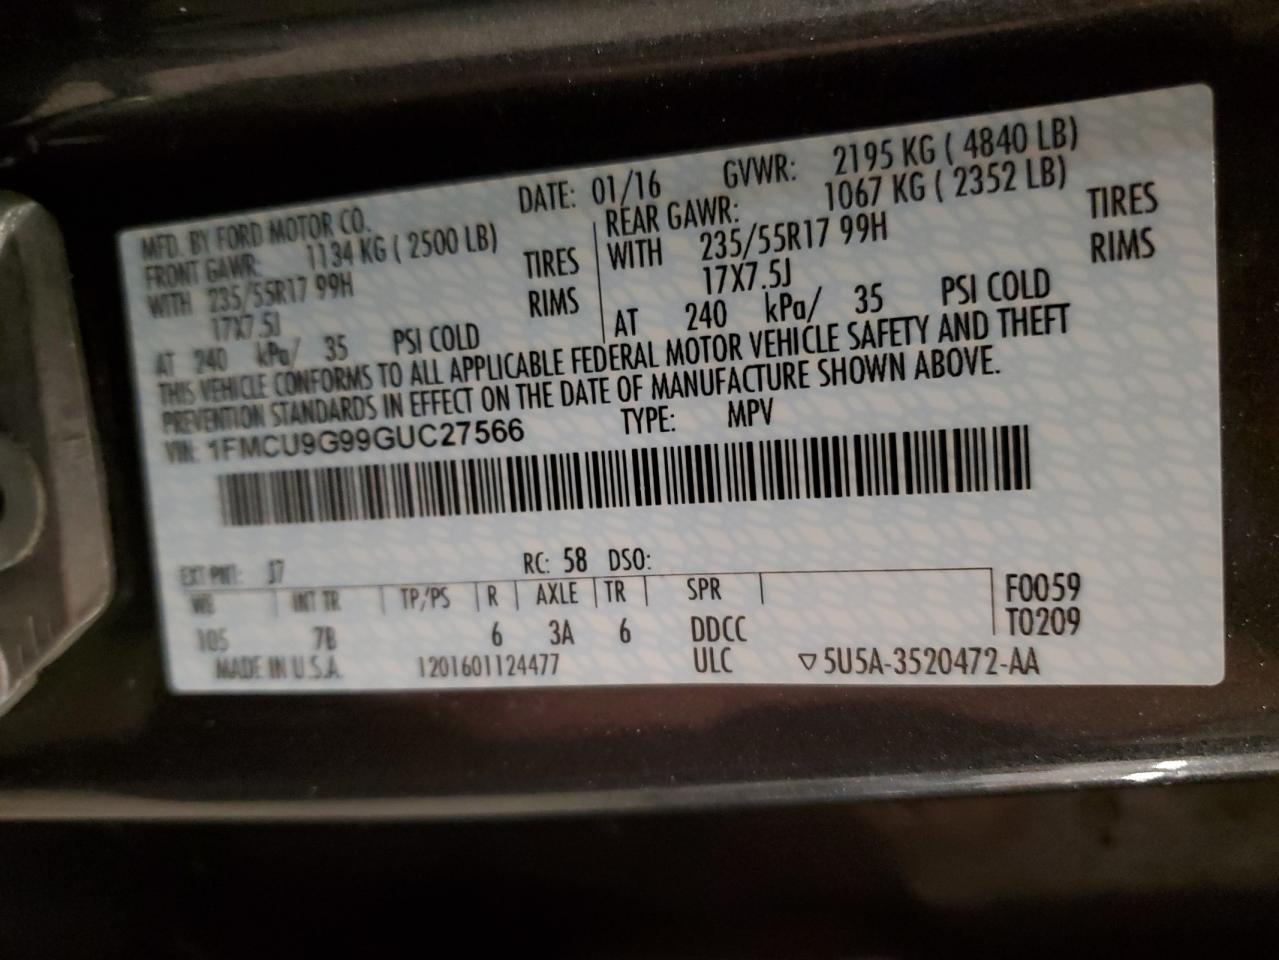 MFD. BY FORD MOTOR CO. DATE: 01/16 GVWR: 2195 KG ( 4840 LB)
FRONT GAWR: 1134 KG ( 2500 LB) REAR GAWR: 1067 KG ( 2352 LB)
WITH 235/55R17 99H TIRES WITH 235/55R17 99H TIRES
17X7.5J RIMS 17X7.5J RIMS
AT 240 kPa/ 35 PSI COLD AT 240 kPa/ 35 PSI COLD
THIS VEHICLE CONFORMS TO ALL APPLICABLE FEDERAL MOTOR VEHICLE SAFETY AND THEFT
PREVENTION STANDARDS IN EFFECT ON THE DATE OF MANUFACTURE SHOWN ABOVE.
VIN: 1FMCU9G99GUC27566 TYPE: MPV
EXT PNT: J7 RC: 58 DSO:
WB INT TR TP/PS R AXLE TR SPR F0059
105 7B 6 3A 6 DDCC T0209
MADE IN U.S.A. 1201601124477 ULC ▽5U5A-3520472-AA